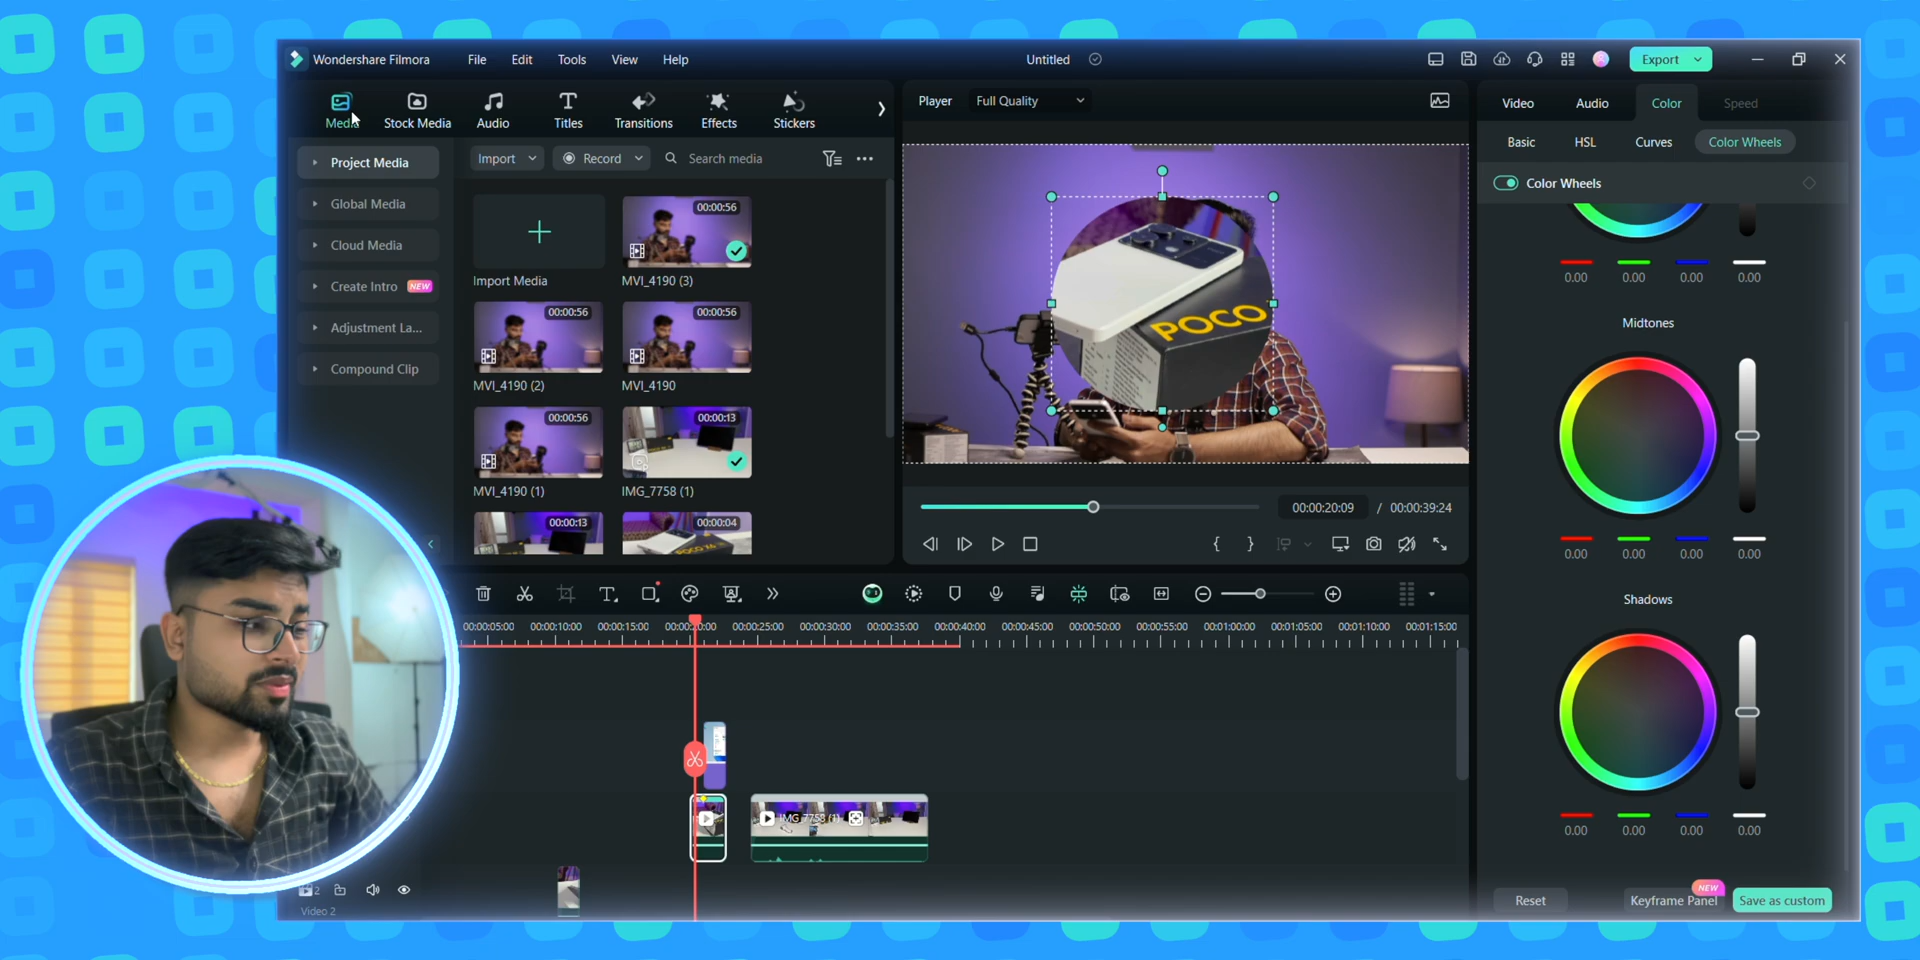 Wondershare Filmora File Edit Tools View Help Untitled Export
Media Stock Media Audio Titles Transitions Effects Stickers
Player Full Quality
Video Audio Color Speed
Basic HSL Curves Color Wheels
Color Wheels
Project Media
Global Media
Cloud Media
Create Intro NEW
Adjustment La...
Compound Clip
Import Record Search media
Import Media
00:00:56
MVI_4190 (3)
00:00:56
MVI_4190 (2)
00:00:56
MVI_4190
00:00:56
MVI_4190 (1)
00:00:13
IMG_7758 (1)
00:00:13
00:00:04
POCO
00:00:20:09 / 00:00:39:24
0.00 0.00 0.00 0.00
Midtones
0.00 0.00 0.00 0.00
Shadows
0.00 0.00 0.00 0.00
Reset Keyframe Panel NEW Save as custom
00:00:05:00 00:00:10:00 00:00:15:00 00:00:20:00 00:00:25:00 00:00:30:00 00:00:35:00 00:00:40:00 00:00:45:00 00:00:50:00 00:00:55:00 00:01:00:00 00:01:05:00 00:01:10:00 00:01:15:00
IMG 7758 (1)
2
Video 2